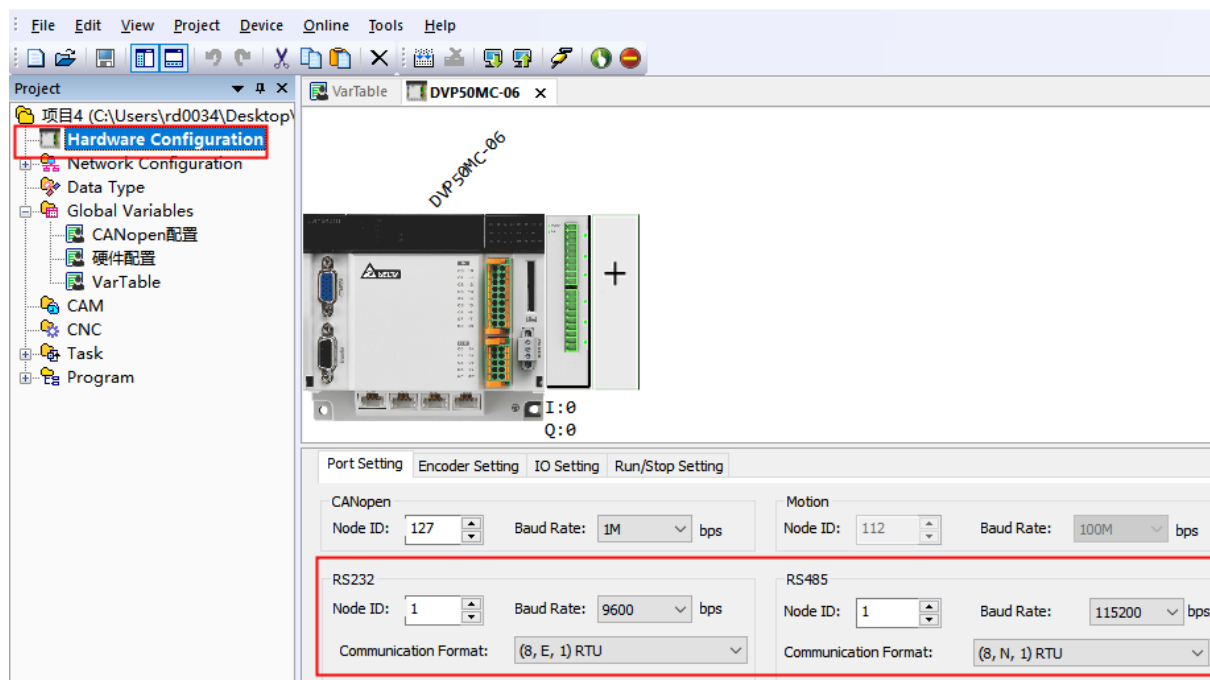 File Edit View Project Device Online Tools Help
Project
VarTable DVP50MC-06
项目4 (C:\Users\rd0034\Desktop\
Hardware Configuration
Network Configuration
Data Type
Global Variables
CANopen配置
硬件配置
VarTable
CAM
CNC
Task
Program
DVP50MC-06
I:0
Q:0
Port Setting Encoder Setting IO Setting Run/Stop Setting
CANopen
Node ID: 127 Baud Rate: 1M bps
Motion
Node ID: 112 Baud Rate: 100M bps
RS232
Node ID: 1 Baud Rate: 9600 bps
Communication Format: (8, E, 1) RTU
RS485
Node ID: 1 Baud Rate: 115200 bps
Communication Format: (8, N, 1) RTU